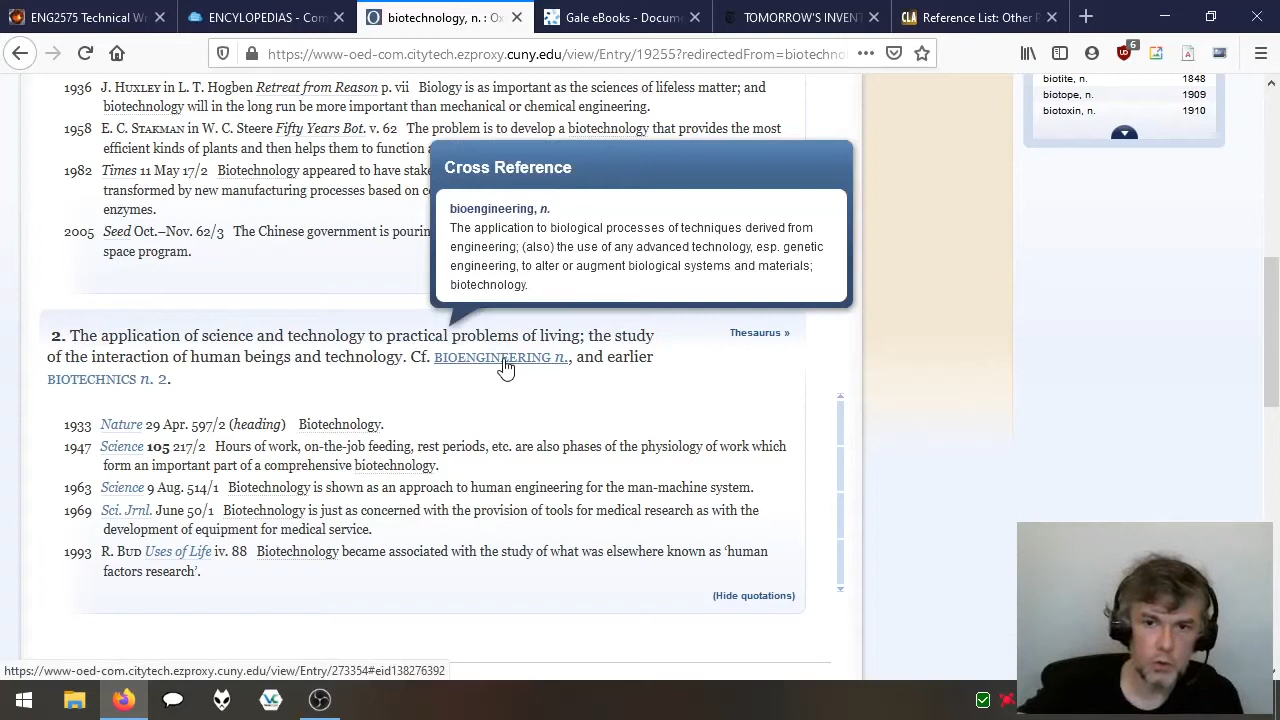 ENG2575 Technical W
ENCYLOPEDIAS - Com
biotechnology, n. : Ox
Gale eBooks - Docume
TOMORROW'S INVENT
Reference List: Other P
https://www-oed-com.citytech.ezproxy.cuny.edu/view/Entry/19255?redirectedFrom=biotechno
6
1936 J. HUXLEY in L. T. Hogben Retreat from Reason p. vii Biology is as important as the sciences of lifeless matter; and
biotechnology will in the long run be more important than mechanical or chemical engineering.
1958 E. C. STAKMAN in W. C. Steere Fifty Years Bot. v. 62 The problem is to develop a biotechnology that provides the most
efficient kinds of plants and then helps them to function
1982 Times 11 May 17/2 Biotechnology appeared to have stake
transformed by new manufacturing processes based on
enzymes.
2005 Seed Oct.–Nov. 62/3 The Chinese government is pourin
space program.
biotite, n. 1848
biotope, n. 1909
biotoxin, n. 1910
Cross Reference
bioengineering, n.
The application to biological processes of techniques derived from
engineering; (also) the use of any advanced technology, esp. genetic
engineering, to alter or augment biological systems and materials;
biotechnology.
2. The application of science and technology to practical problems of living; the study
of the interaction of human beings and technology. Cf. BIOENGINEERING n., and earlier
BIOTECHNICS n. 2.
Thesaurus »
1933 Nature 29 Apr. 597/2 (heading) Biotechnology.
1947 Science 105 217/2 Hours of work, on-the-job feeding, rest periods, etc. are also phases of the physiology of work which
form an important part of a comprehensive biotechnology.
1963 Science 9 Aug. 514/1 Biotechnology is shown as an approach to human engineering for the man-machine system.
1969 Sci. Jrnl. June 50/1 Biotechnology is just as concerned with the provision of tools for medical research as with the
development of equipment for medical service.
1993 R. BUD Uses of Life iv. 88 Biotechnology became associated with the study of what was elsewhere known as 'human
factors research'.
(Hide quotations)
https://www-oed-com.citytech.ezproxy.cuny.edu/view/Entry/273354#eid138276392